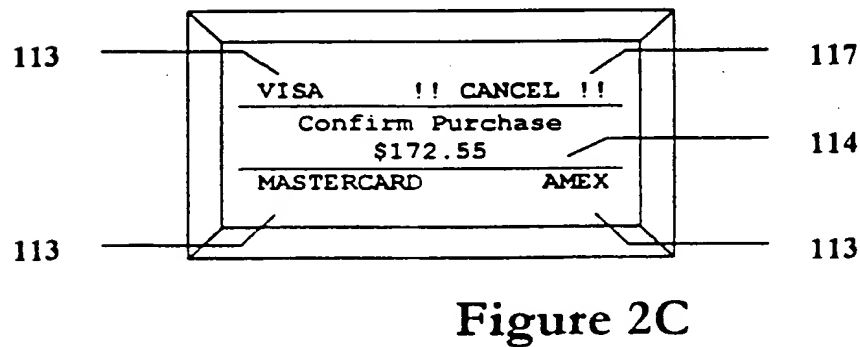 113 117
VISA !! CANCEL !!
Confirm Purchase
$172.55 114
MASTERCARD AMEX
113 113
Figure 2C